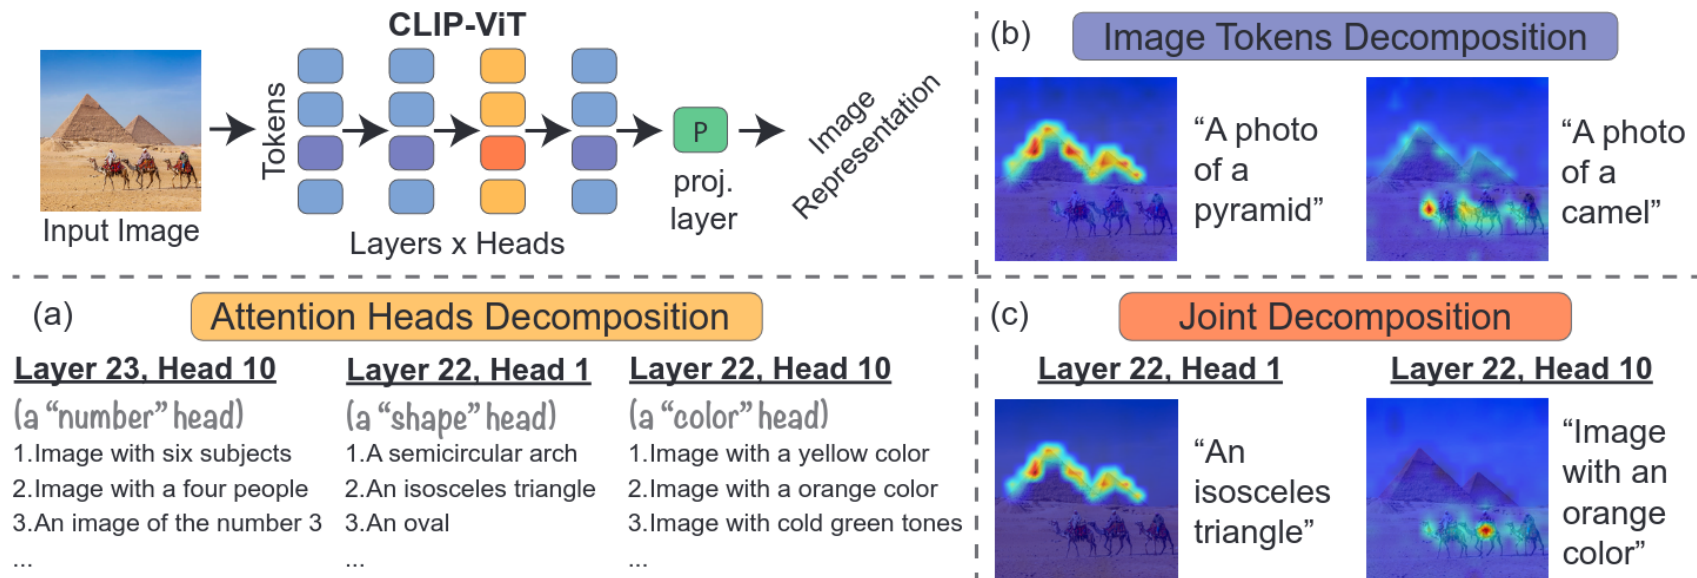 CLIP-ViT
Tokens
P
Image
Representation
Input Image
proj.
layer
Layers x Heads
(b)
Image Tokens Decomposition
“A photo
of a
pyramid”
“A photo
of a
camel”
(a)
Attention Heads Decomposition
Layer 23, Head 10
(a “number” head)
1.Image with six subjects
2.Image with a four people
3.An image of the number 3
...
Layer 22, Head 1
(a “shape” head)
1.A semicircular arch
2.An isosceles triangle
3.An oval
...
Layer 22, Head 10
(a “color” head)
1.Image with a yellow color
2.Image with a orange color
3.Image with cold green tones
...
(c)
Joint Decomposition
Layer 22, Head 1
“An
isosceles
triangle”
Layer 22, Head 10
“Image
with an
orange
color”